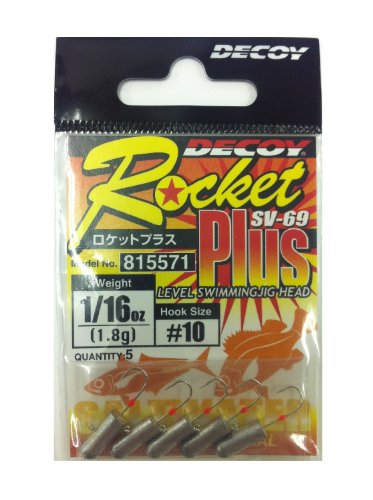 DECOY
DECOY
Rocket
Plus
SV-69
ロケットプラス
Model No. 815571
LEVEL SWIMMINGJIG HEAD
Weight
1/16oz
(1.8g)
Hook Size
#10
QUANTITY:5
SALTWATER